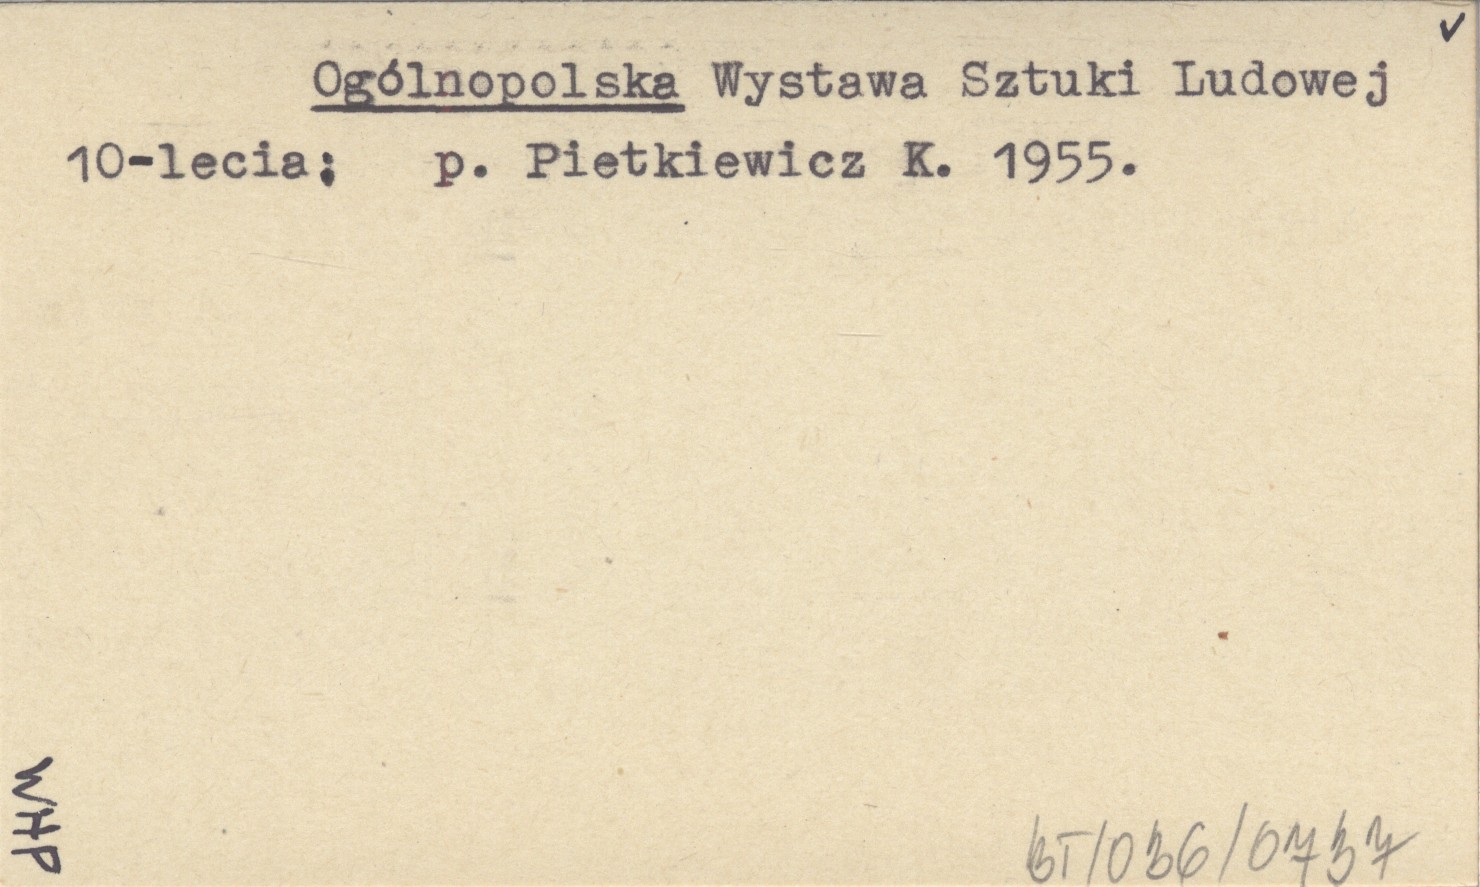 Ogólnopolska Wystawa Sztuki Ludowej
10-lecia; p. Pietkiewicz K. 1955.
WHP
BT/036/0737